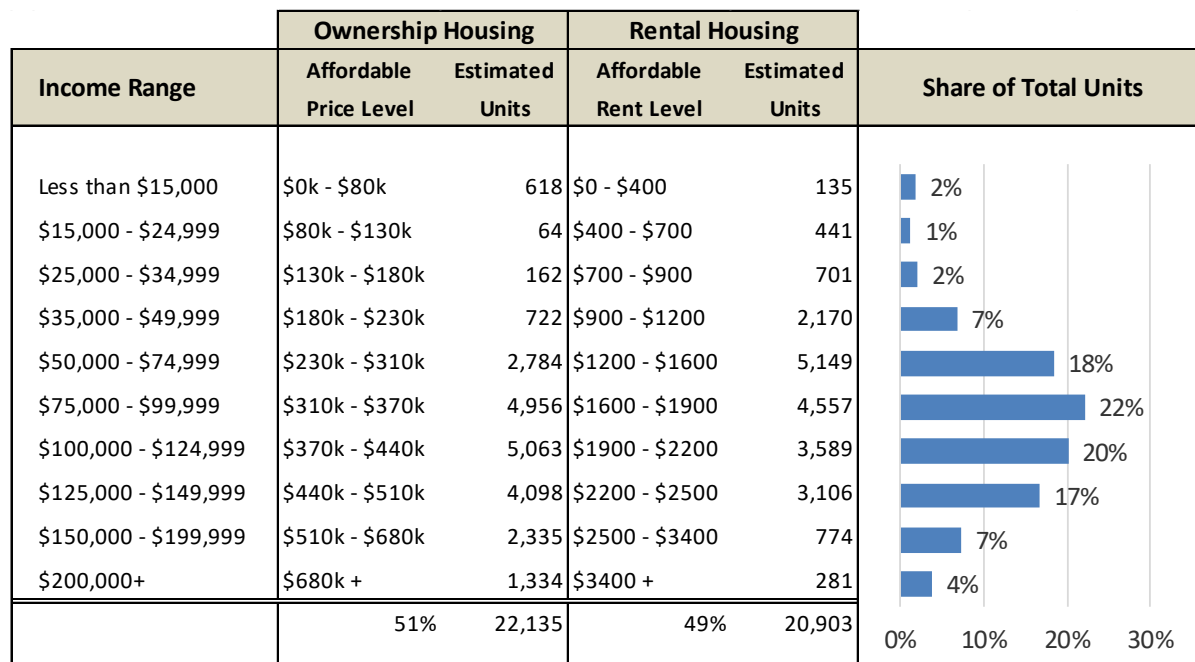 Ownership Housing Rental Housing
Income Range Affordable Price Level Estimated Units Affordable Rent Level Estimated Units Share of Total Units
Less than $15,000 $0k - $80k 618 $0 - $400 135 2%
$15,000 - $24,999 $80k - $130k 64 $400 - $700 441 1%
$25,000 - $34,999 $130k - $180k 162 $700 - $900 701 2%
$35,000 - $49,999 $180k - $230k 722 $900 - $1200 2,170 7%
$50,000 - $74,999 $230k - $310k 2,784 $1200 - $1600 5,149 18%
$75,000 - $99,999 $310k - $370k 4,956 $1600 - $1900 4,557 22%
$100,000 - $124,999 $370k - $440k 5,063 $1900 - $2200 3,589 20%
$125,000 - $149,999 $440k - $510k 4,098 $2200 - $2500 3,106 17%
$150,000 - $199,999 $510k - $680k 2,335 $2500 - $3400 774 7%
$200,000+ $680k + 1,334 $3400 + 281 4%
51% 22,135 49% 20,903
0% 10% 20% 30%